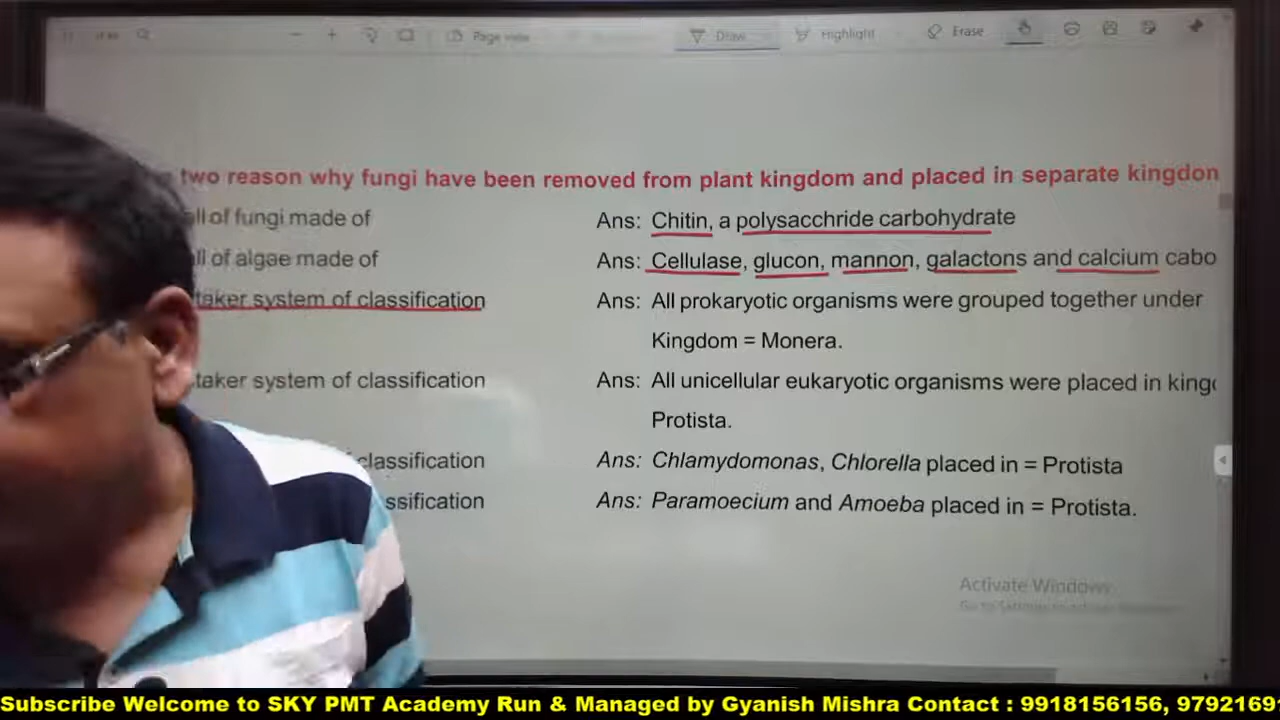 Page view Draw Highlight Erase
two reason why fungi have been removed from plant kingdom and placed in separate kingdon
all of fungi made of Ans: Chitin, a polysacchride carbohydrate
ll of algae made of Ans: Cellulase, glucon, mannon, galactons and calcium cabo
taker system of classification Ans: All prokaryotic organisms were grouped together under
Kingdom = Monera.
taker system of classification Ans: All unicellular eukaryotic organisms were placed in king
Protista.
classification Ans: Chlamydomonas, Chlorella placed in = Protista
ssification Ans: Paramoecium and Amoeba placed in = Protista.
Activate Windows
Subscribe Welcome to SKY PMT Academy Run & Managed by Gyanish Mishra Contact : 9918156156, 9792169